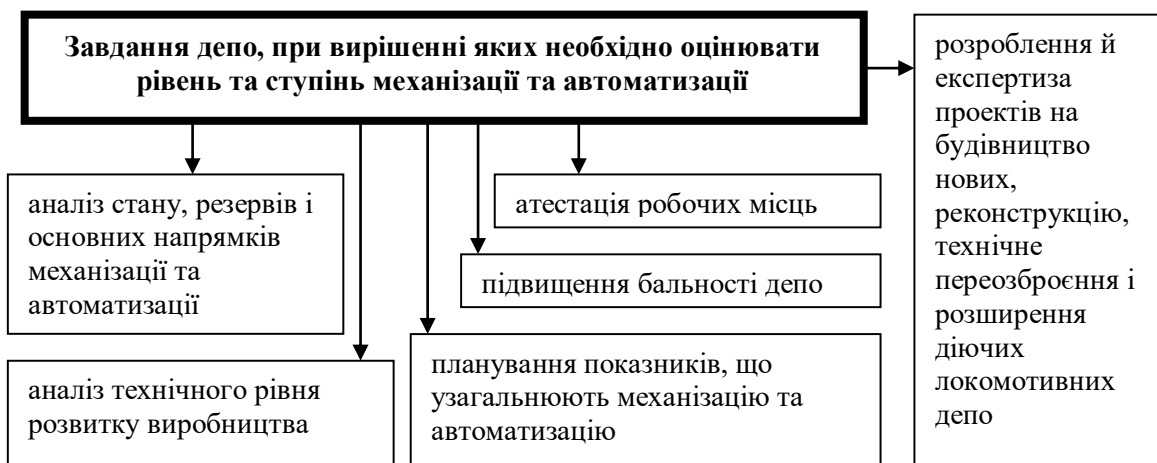 Завдання депо, при вирішенні яких необхідно оцінювати
рівень та ступінь механізації та автоматизації
аналіз стану, резервів і
основних напрямків
механізації та
автоматизації
аналіз технічного рівня
розвитку виробництва
атестація робочих місць
підвищення бальності депо
планування показників, що
узагальнюють механізацію та
автоматизацію
розроблення й
експертиза
проектів на
будівництво
нових,
реконструкцію,
технічне
переозброєння і
розширення
діючих
локомотивних
депо